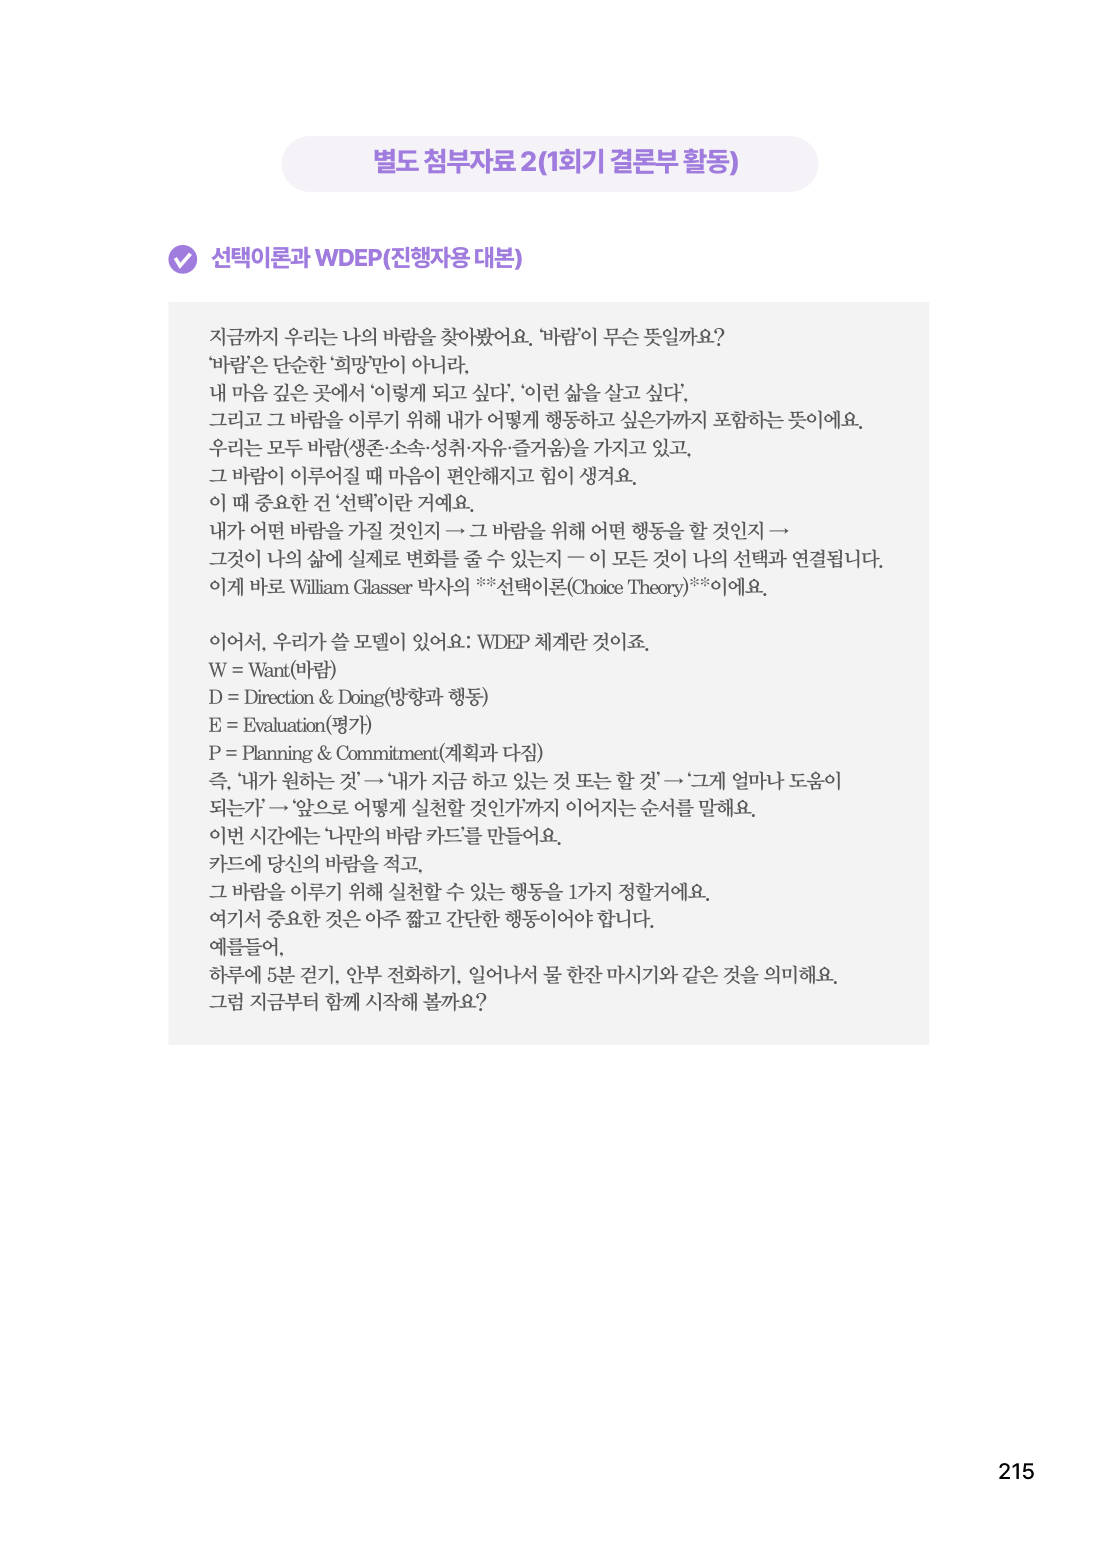 별도 첨부자료 2(1회기 결론부 활동)
선택이론과 WDEP(진행자용 대본)
지금까지 우리는 나의 바람을 찾아봤어요. ‘바람’이 무슨 뜻일까요?
‘바람’은 단순한 ‘희망’만이 아니라,
내 마음 깊은 곳에서 ‘이렇게 되고 싶다’, ‘이런 삶을 살고 싶다’,
그리고 그 바람을 이루기 위해 내가 어떻게 행동하고 싶은가까지 포함하는 뜻이에요.
우리는 모두 바람(생존·소속·성취·자유·즐거움)을 가지고 있고,
그 바람이 이루어질 때 마음이 편안해지고 힘이 생겨요.
이 때 중요한 건 ‘선택’이란 거예요.
내가 어떤 바람을 가질 것인지 → 그 바람을 위해 어떤 행동을 할 것인지 →
그것이 나의 삶에 실제로 변화를 줄 수 있는지 — 이 모든 것이 나의 선택과 연결됩니다.
이게 바로 William Glasser 박사의 **선택이론(Choice Theory)**이에요.
이어서, 우리가 쓸 모델이 있어요: WDEP 체계란 것이죠.
W = Want(바람)
D = Direction & Doing(방향과 행동)
E = Evaluation(평가)
P = Planning & Commitment(계획과 다짐)
즉, ‘내가 원하는 것’ → ‘내가 지금 하고 있는 것 또는 할 것’ → ‘그게 얼마나 도움이
되는가’ → ‘앞으로 어떻게 실천할 것인가’까지 이어지는 순서를 말해요.
이번 시간에는 ‘나만의 바람 카드’를 만들어요.
카드에 당신의 바람을 적고,
그 바람을 이루기 위해 실천할 수 있는 행동을 1가지 정할거에요.
여기서 중요한 것은 아주 짧고 간단한 행동이어야 합니다.
예를들어,
하루에 5분 걷기, 안부 전화하기, 일어나서 물 한잔 마시기와 같은 것을 의미해요.
그럼 지금부터 함께 시작해 볼까요?
215